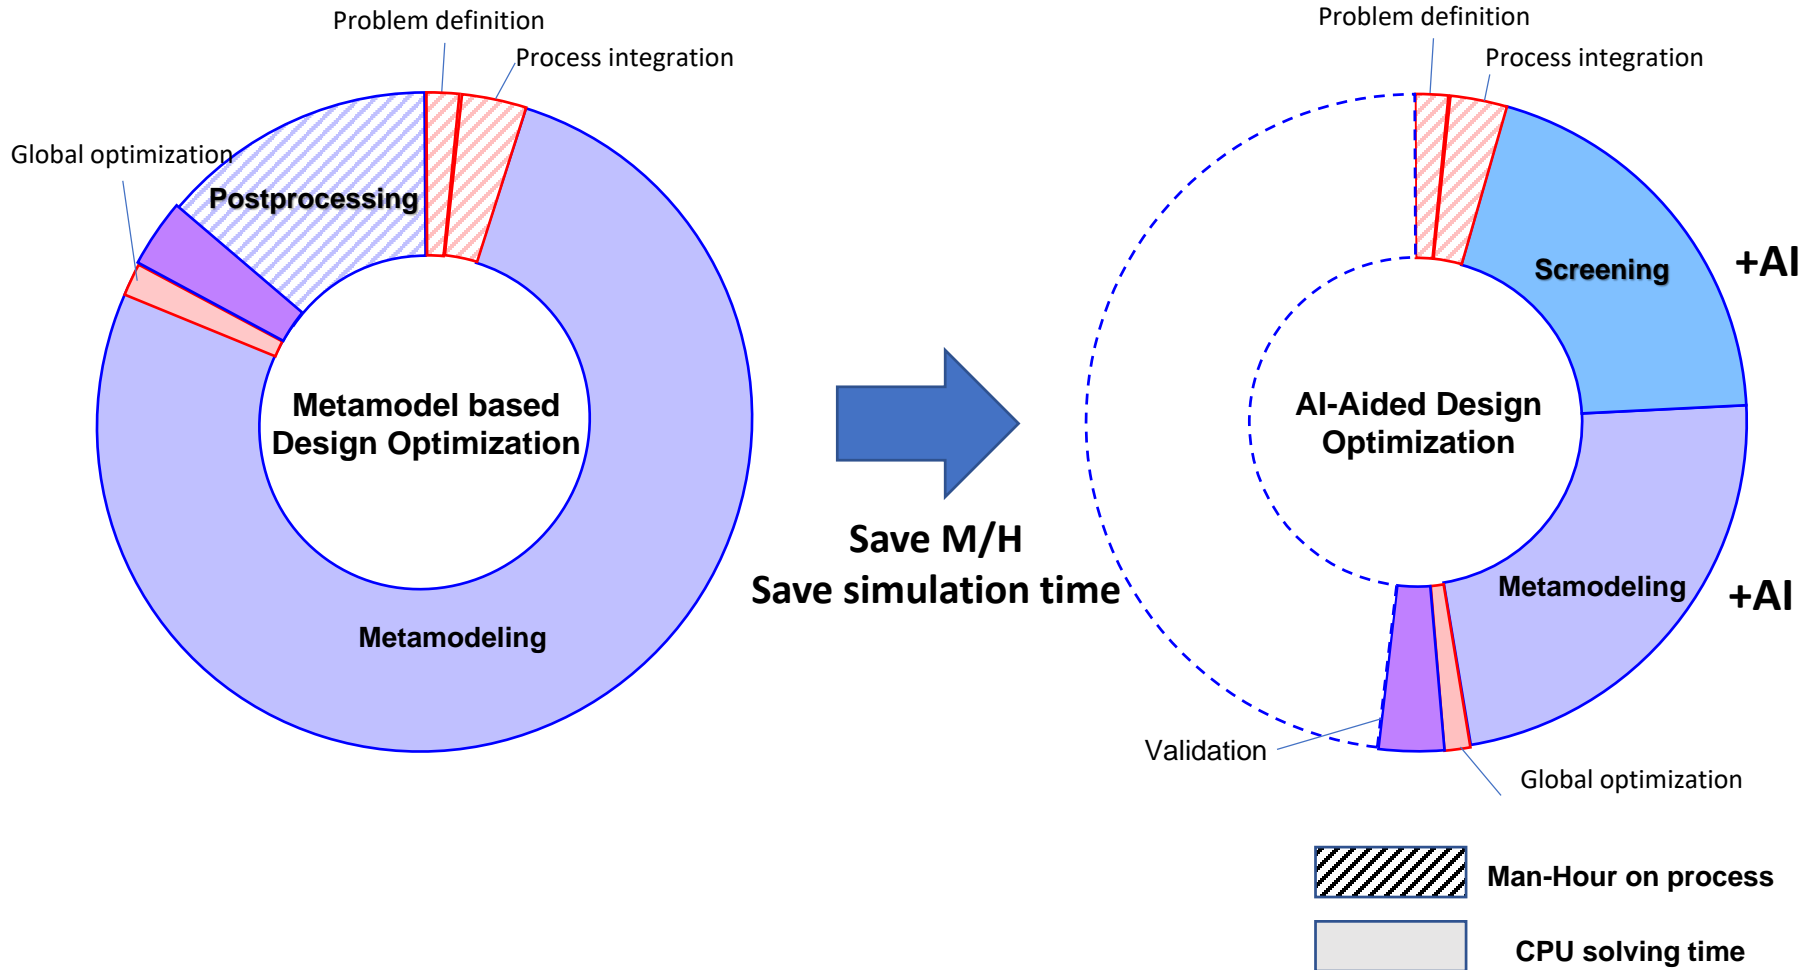 Problem definition
Process integration
Global optimization
Postprocessing
Metamodel based
Design Optimization
Metamodeling
Save M/H
Save simulation time
Problem definition
Process integration
Screening
+AI
AI-Aided Design
Optimization
Metamodeling
+AI
Validation
Global optimization
Man-Hour on process
CPU solving time